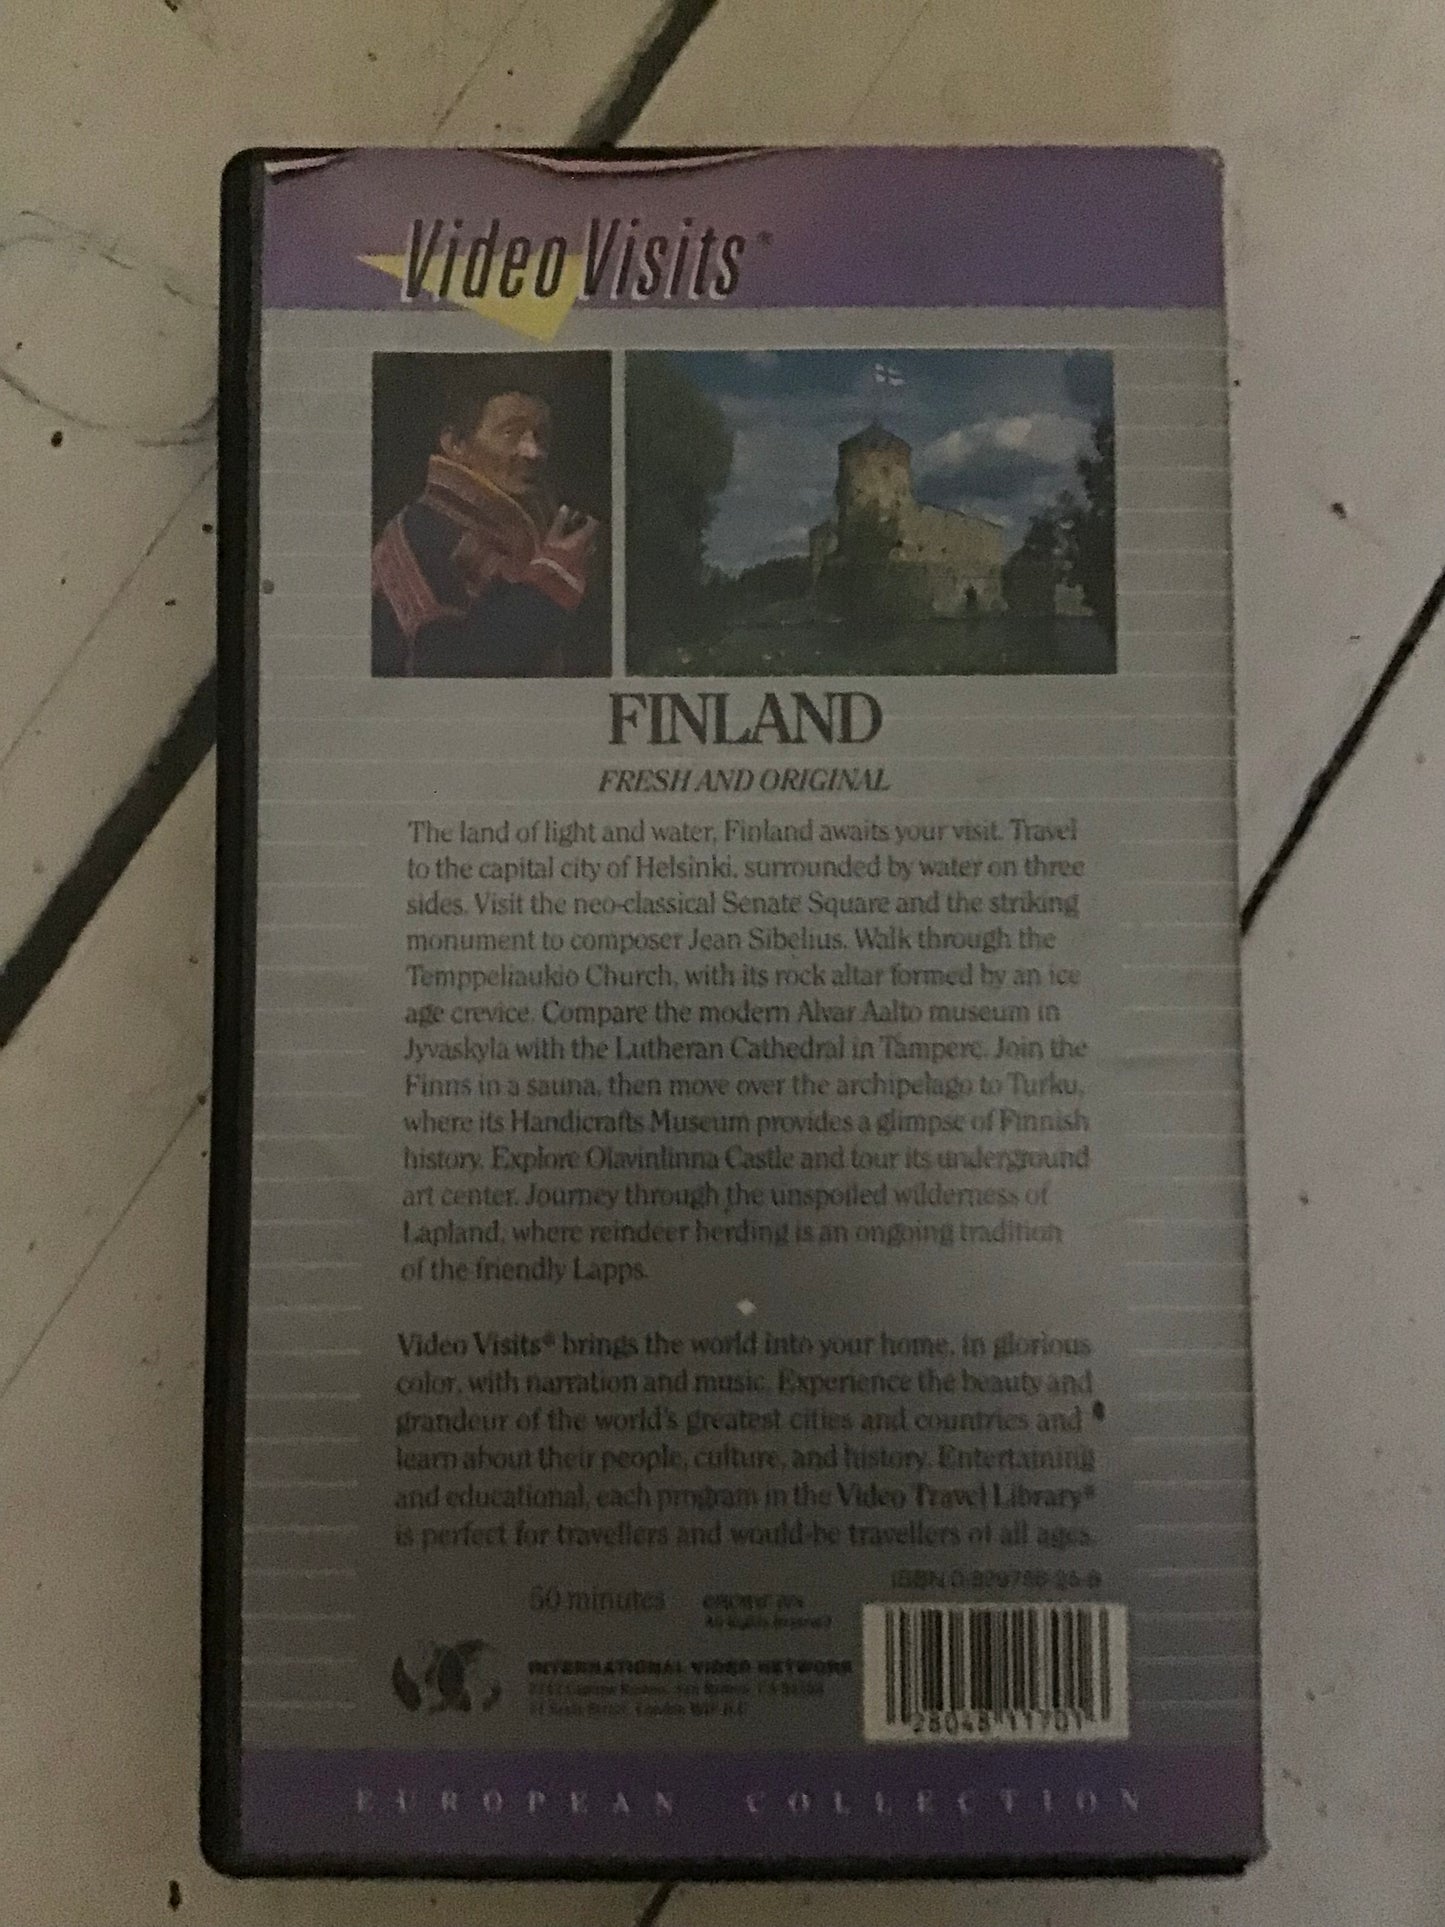 Video Visits®
FINLAND
FRESH AND ORIGINAL
The land of light and water, Finland awaits your visit. Travel
to the capital city of Helsinki, surrounded by water on three
sides. Visit the neo-classical Senate Square and the striking
monument to composer Jean Sibelius. Walk through the
Temppeliaukio Church, with its rock altar formed by an ice
age crevice. Compare the modern Alvar Aalto museum in
Jyvaskyla with the Lutheran Cathedral in Tampere. Join the
Finns in a sauna, then move over the archipelago to Turku,
where its Handicrafts Museum provides a glimpse of Finnish
history. Explore Olavinlinna Castle and tour its underground
art center. Journey through the unspoiled wilderness of
Lapland, where reindeer herding is an ongoing tradition
of the friendly Lapps.
Video Visits® brings the world into your home, in glorious
color, with narration and music. Experience the beauty and
grandeur of the world's greatest cities and countries and
learn about their people, culture, and history. Entertaining
and educational, each program in the Video Travel Library®
is perfect for travellers and would-be travellers of all ages.
ISBN
minutes
All Rights Reserved
INTERNATIONAL VIDEO NETWORK
London
11701
EUROPEAN COLLECTION